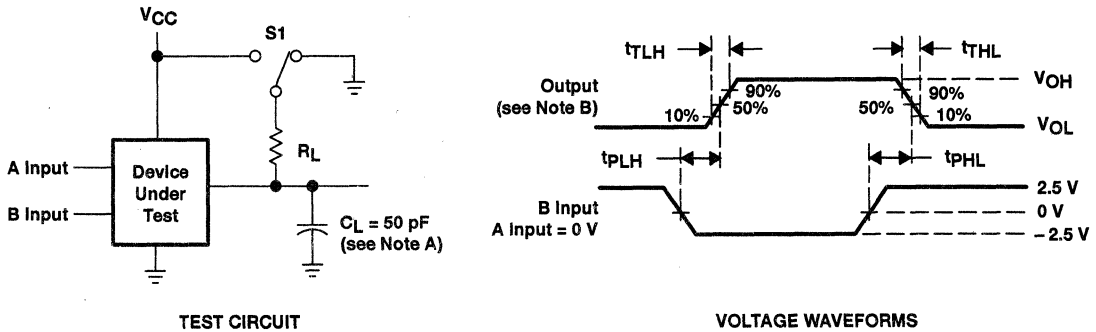 VCC
S1
RL
A Input
B Input
Device
Under
Test
CL = 50 pF
(see Note A)
TEST CIRCUIT
tTLH
tTHL
Output
(see Note B)
90%
50%
10%
50%
90%
10%
VOH
VOL
tPLH
tPHL
B Input
A Input = 0 V
2.5 V
0 V
– 2.5 V
VOLTAGE WAVEFORMS